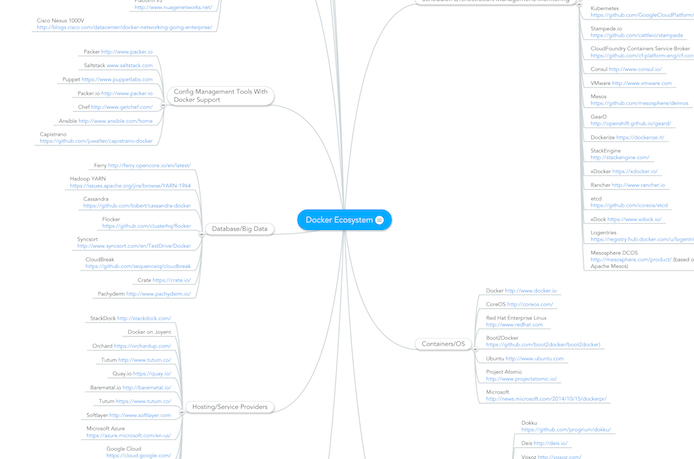 http://www.nuagenetworks.net/
Cisco Nexus 1000V
http://blogs.cisco.com/datacenter/docker-networking-going-enterprise/
Packer http://www.packer.io
Saltstack www.saltstack.com
Puppet https://www.puppetlabs.com
Packer.io http://www.packer.io
Chef http://www.getchef.com/
Ansible http://www.ansible.com/home
Capistrano
https://github.com/jwatter/capistrano-docker
Config Management Tools With
Docker Support
Ferry http://ferry.opencore.io/en/latest/
Hadoop YARN
https://issues.apache.org/jira/browse/YARN-1964
Cassandra
https://github.com/tobert/cassandra-docker
Flocker
https://github.com/clusterhq/flocker
Syncsort
http://www.syncsort.com/en/TestDrive/Docker
CloudBreak
https://github.com/sequenceiq/cloudbreak
Crate https://crate.io/
Pachyderm http://www.pachyderm.io/
Database/Big Data
StackDock http://stackdock.com/
Docker on Joyent
Orchard https://orchardup.com/
Tutum http://www.tutum.co/
Quay.io https://quay.io/
Baremetal.io http://baremetal.io/
Tutum https://www.tutum.co/
Softlayer http://www.softlayer.com
Microsoft Azure
https://azure.microsoft.com/en-us/
Google Cloud
https://cloud.google.com/
Hosting/Service Providers
Docker Ecosystem
Kubernetes
https://github.com/GoogleCloudPlatform
Stampede.io
https://github.com/cattleio/stampede
CloudFoundry Containers Service Broker
https://github.com/cf-platform-eng/cf-con
Consul http://www.consul.io/
VMware http://www.vmware.com
Mesos
https://github.com/mesosphere/deimos
GearD
http://openshift.github.io/geard/
Dockerize https://dockerize.it/
StackEngine
http://stackengine.com/
xDocker https://xdocker.io/
Rancher http://www.rancher.io
etcd
https://github.com/coreos/etcd
xDock https://www.xdock.io/
Logentries
https://registry.hub.docker.com/u/logentri
Mesosphere DCOS
http://mesosphere.com/product/ (based o
Apache Mesos)
Containers/OS
Docker http://www.docker.io
CoreOS http://coreos.com/
Red Hat Enterprise Linux
http://www.redhat.com
Boot2Docker
https://github.com/boot2docker/boot2docker)
Ubuntu http://www.ubuntu.com
Project Atomic
http://www.projectatomic.io/
Microsoft
http://news.microsoft.com/2014/10/15/dockerpr/
Dokku
https://github.com/progrium/dokku/
Deis http://deis.io/
Voxoz http://voxoz.com/